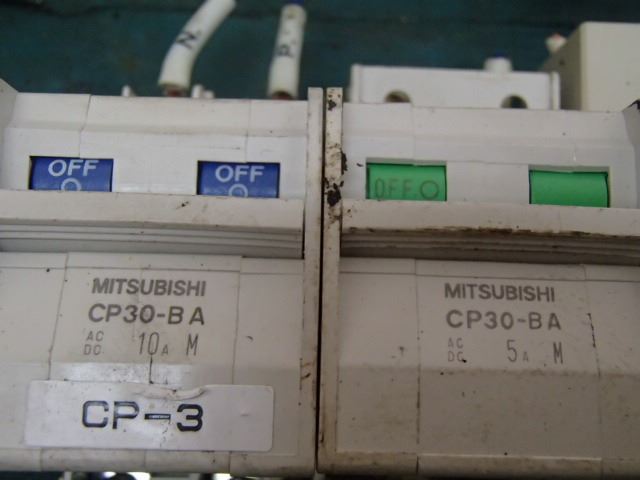 N
P
OFF
O
OFF
O
OFF O
MITSUBISHI
CP30-BA
AC
DC 10A M
CP-3
MITSUBISHI
CP30-BA
AC
DC 5A M